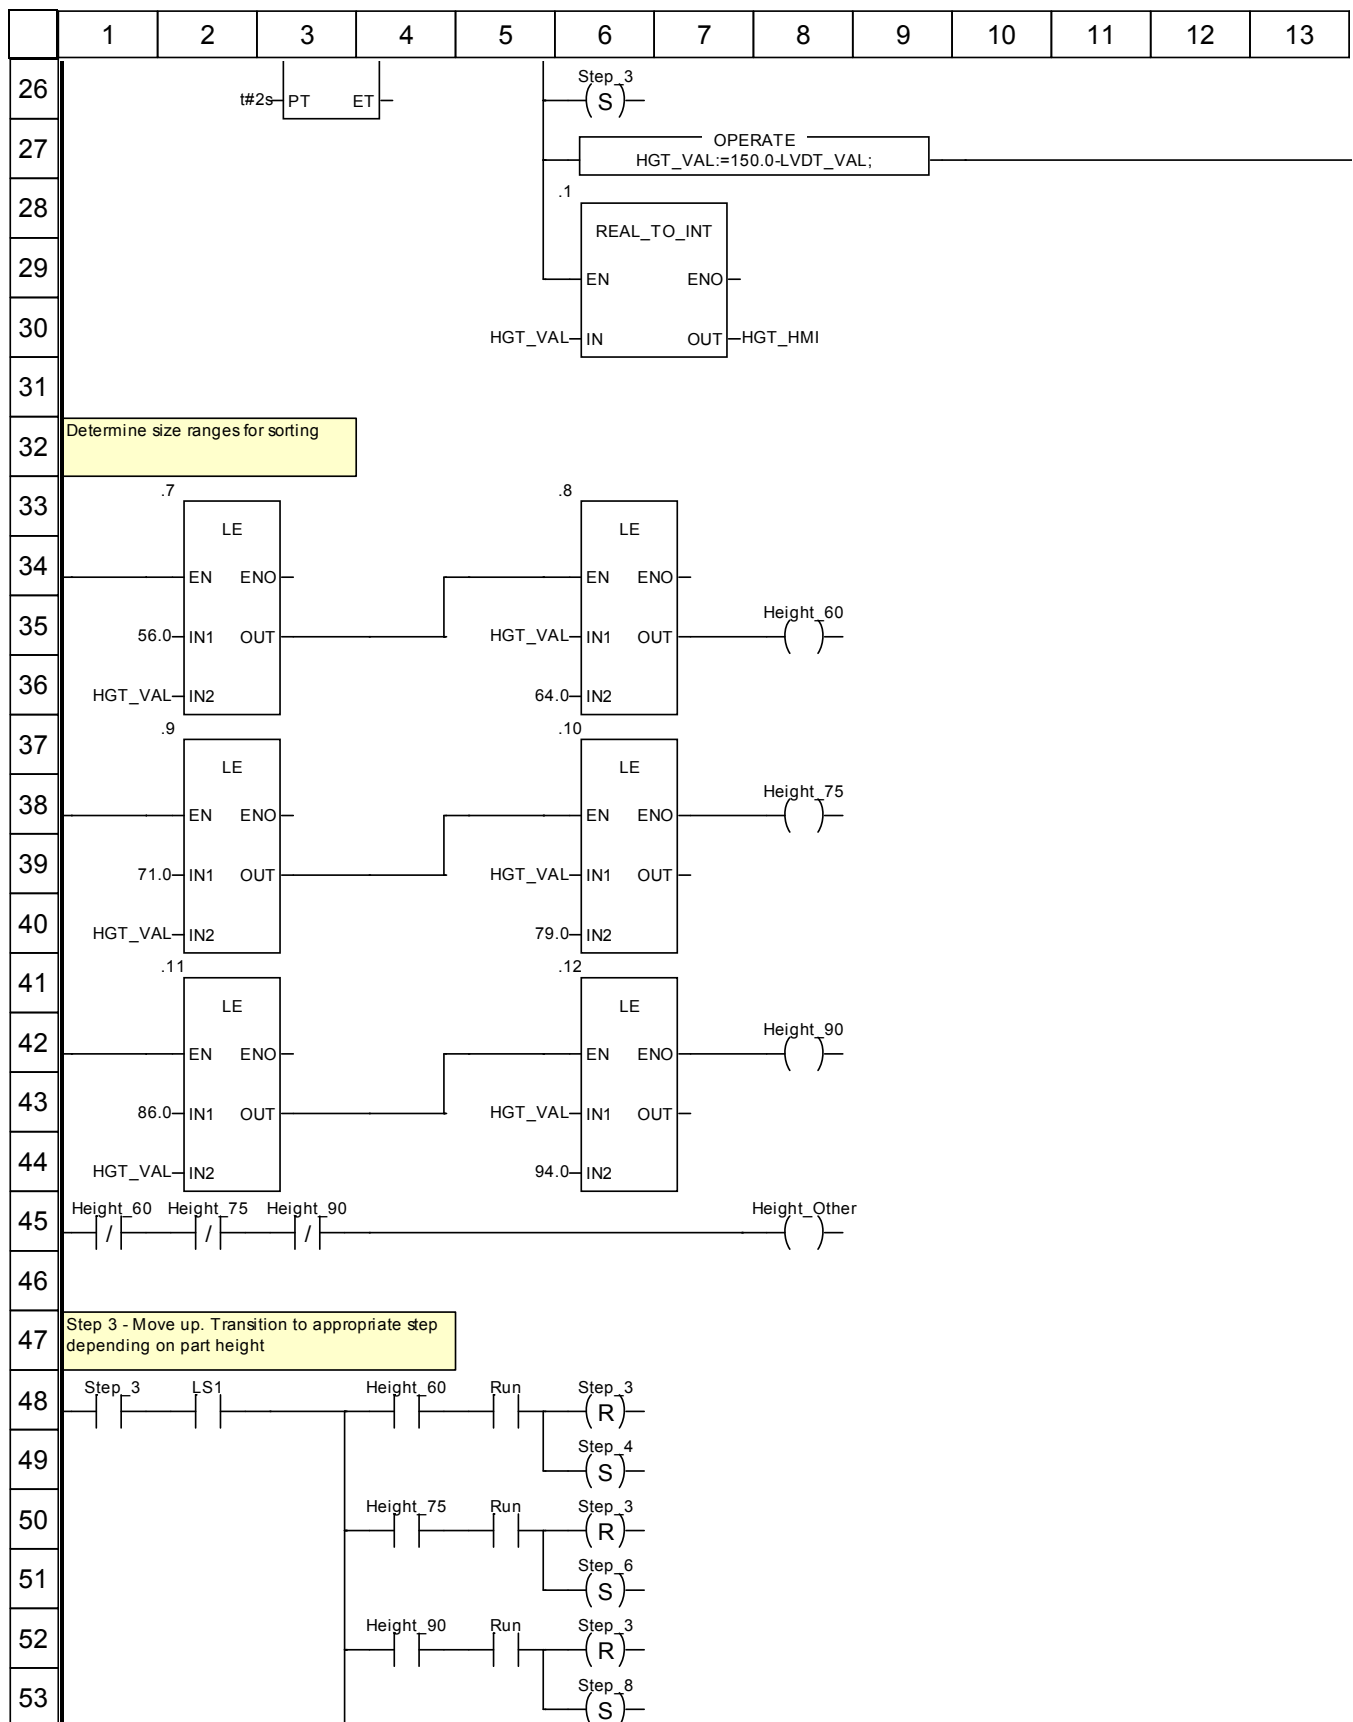 1 2 3 4 5 6 7 8 9 10 11 12 13
26
Step_3
t#2s PT ET (S)
27
OPERATE
HGT_VAL:=150.0-LVDT_VAL;
28
.1
REAL_TO_INT
29
EN ENO
30
HGT_VAL IN OUT HGT_HMI
31
32
Determine size ranges for sorting
33
.7 .8
LE LE
34
EN ENO EN ENO
35
Height_60
56.0 IN1 OUT HGT_VAL IN1 OUT
36
HGT_VAL IN2 64.0 IN2
37
.9 .10
LE LE
38
Height_75
EN ENO EN ENO
39
71.0 IN1 OUT HGT_VAL IN1 OUT
40
HGT_VAL IN2 79.0 IN2
41
.11 .12
LE LE
42
Height_90
EN ENO EN ENO
43
86.0 IN1 OUT HGT_VAL IN1 OUT
44
HGT_VAL IN2 94.0 IN2
45
Height_60 Height_75 Height_90 Height_Other
46
47
Step 3 - Move up. Transition to appropriate step
depending on part height
48
Step_3 LS1 Height_60 Run Step_3
R
49
Step_4
S
50
Height_75 Run Step_3
R
51
Step_6
S
52
Height_90 Run Step_3
R
53
Step_8
S